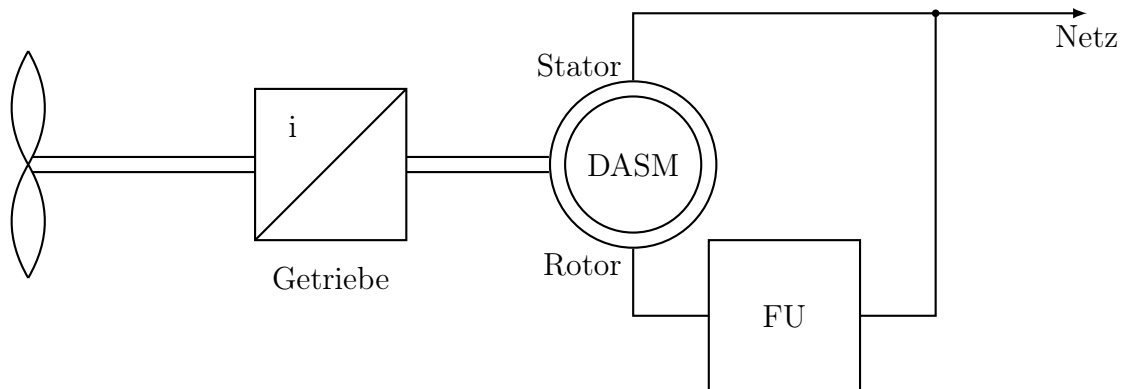 Netz
Stator
i
DASM
Rotor
Getriebe
FU